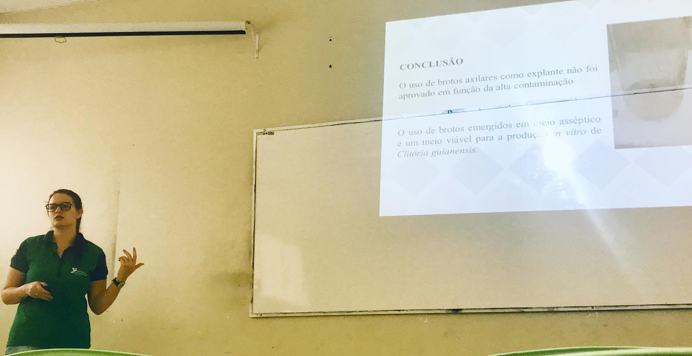 CONCLUSÃO
O uso de brotos axilares como explante não foi
aprovado em função da alta contaminação
O uso de brotos emergidos em meio asséptico
é um meio viável para a produção in vitro de
Clitória guianensis.